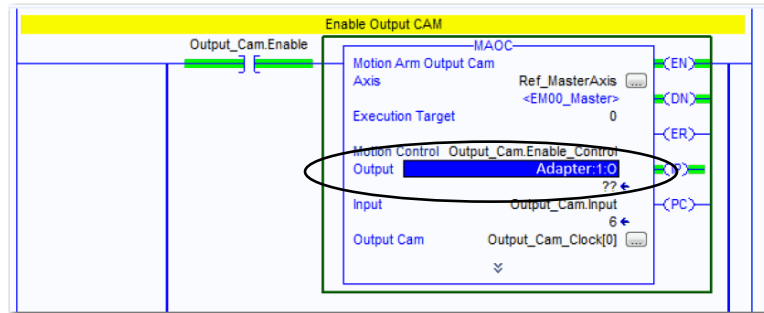 Enable Output CAM
Output_Cam.Enable
MAOC
Motion Arm Output Cam
Axis Ref_MasterAxis ...
<EM00_Master>
Execution Target 0
Motion Control Output_Cam.Enable_Control
Output Adapter:1:O
??
Input Output_Cam.Input
6
Output Cam Output_Cam_Clock[0] ...
(EN)
(DN)
(ER)
(IP)
(PC)